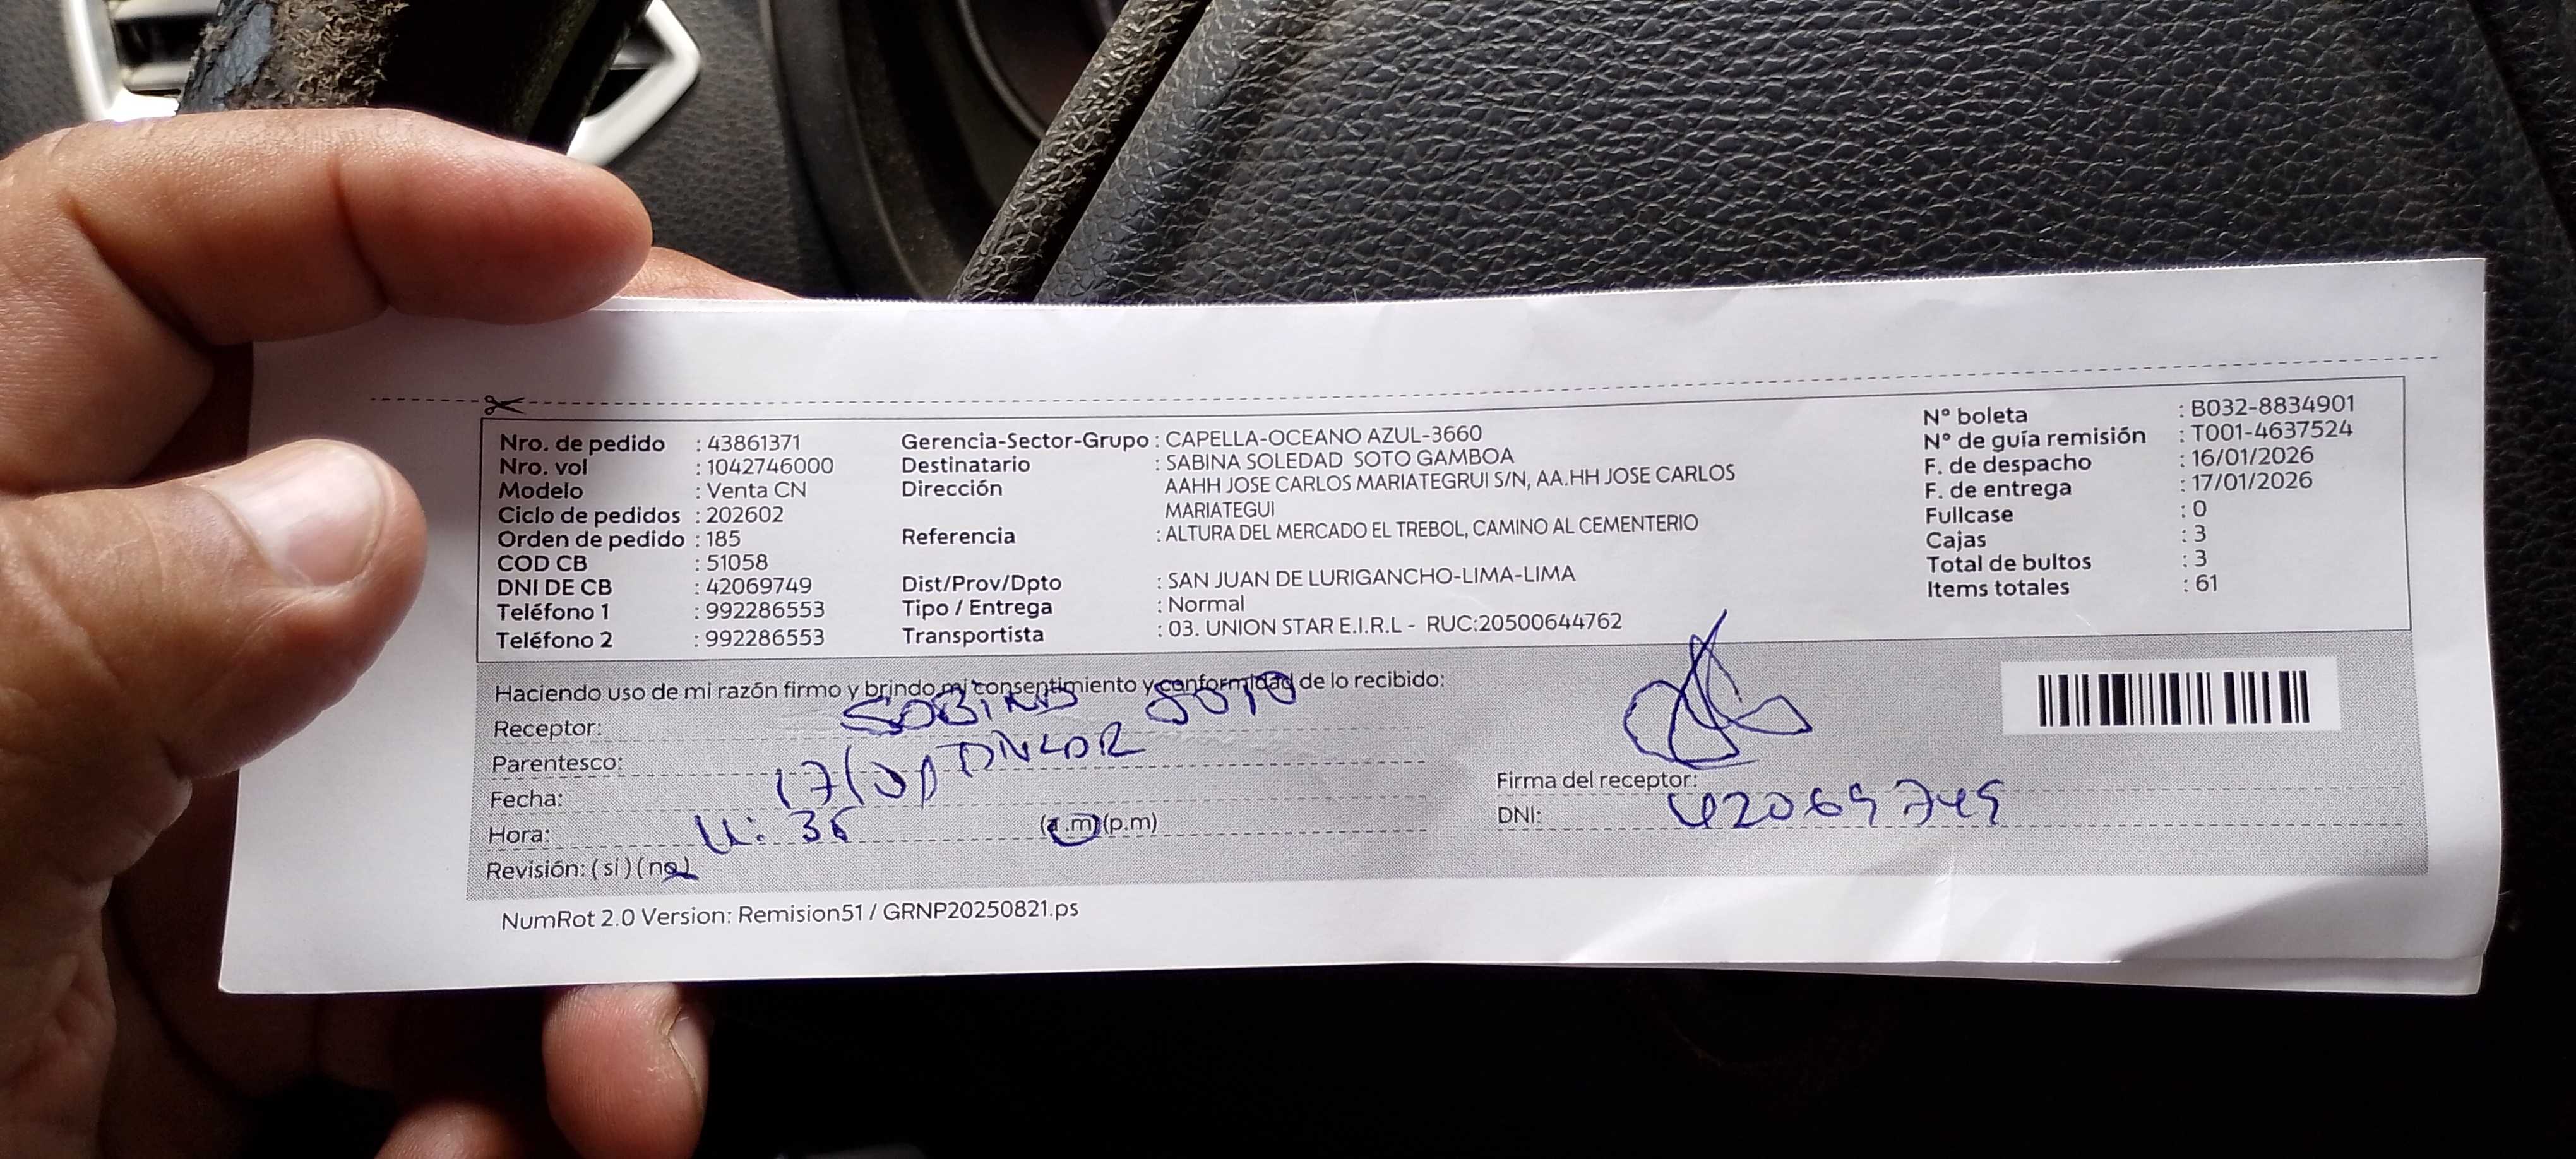 Nro. de pedido : 43861371
Nro. vol : 1042746000
Modelo : Venta CN
Ciclo de pedidos : 202602
Orden de pedido : 185
COD CB : 51058
DNI DE CB : 42069749
Teléfono 1 : 992286553
Teléfono 2 : 992286553
Gerencia-Sector-Grupo : CAPELLA-OCEANO AZUL-3660
Destinatario : SABINA SOLEDAD SOTO GAMBOA
Dirección AAHH JOSE CARLOS MARIATEGRUI S/N, AA.HH JOSE CARLOS
MARIATEGUI
Referencia : ALTURA DEL MERCADO EL TREBOL, CAMINO AL CEMENTERIO
Dist/Prov/Dpto : SAN JUAN DE LURIGANCHO-LIMA-LIMA
Tipo / Entrega : Normal
Transportista : 03. UNION STAR E.I.R.L - RUC:20500644762
N° boleta : B032-8834901
N° de guía remisión : T001-4637524
F. de despacho : 16/01/2026
F. de entrega : 17/01/2026
Fullcase : 0
Cajas : 3
Total de bultos : 3
Items totales : 61
Haciendo uso de mi razón firmo y brindo mi consentimiento y conformidad de lo recibido:
Receptor: SABINA SOTO
Parentesco:
Fecha: 17/01
Hora: 11:36 (a.m)(p.m)
Revisión: (si)(no)
Firma del receptor:
DNI: 42069749
NumRot 2.0 Version: Remision51 / GRNP20250821.ps